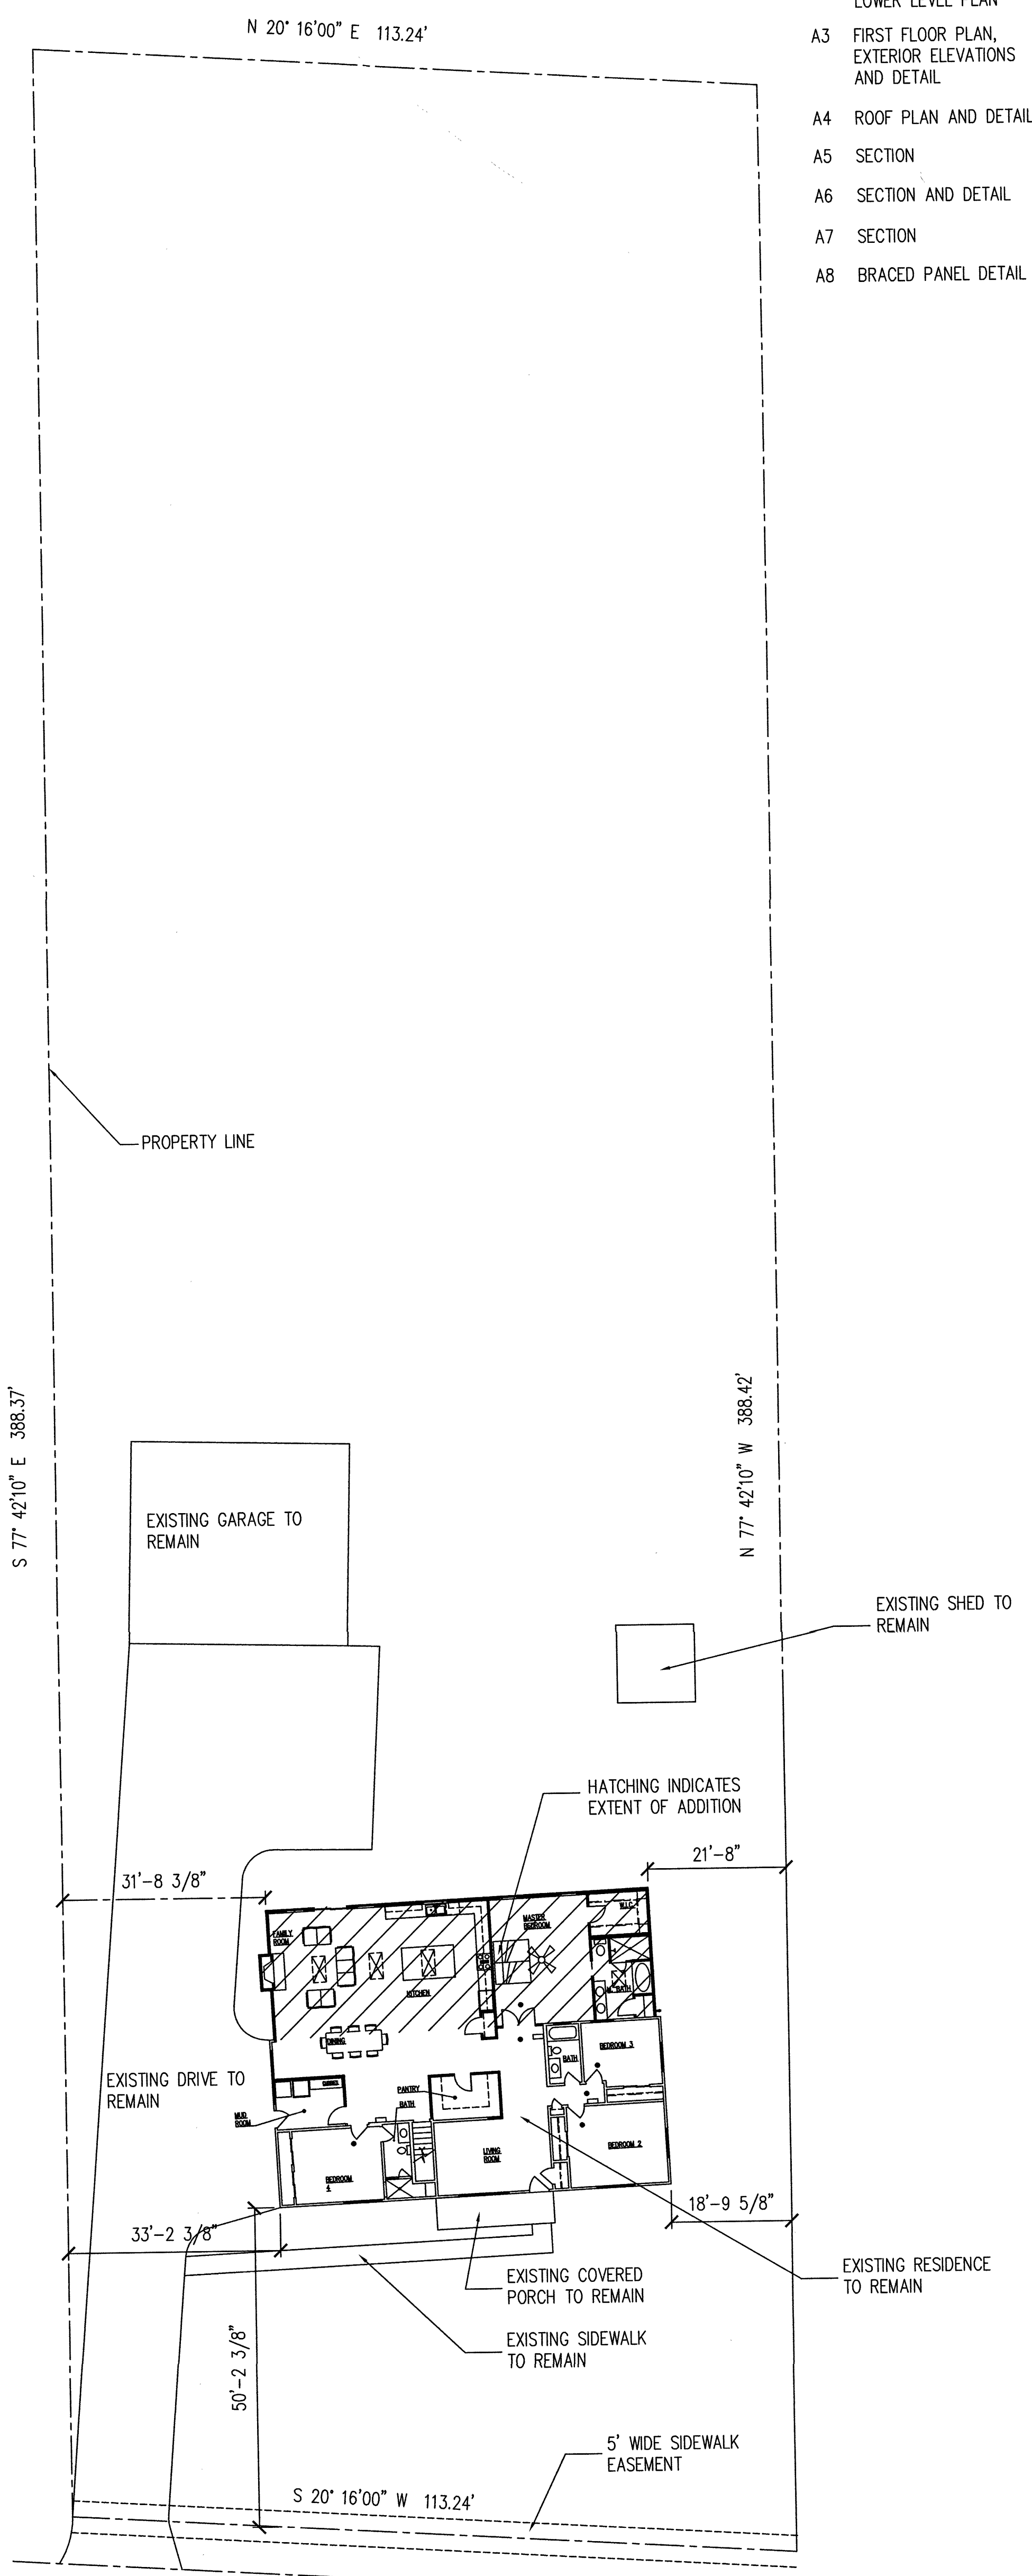 LOWER LEVEL PLAN
N 20° 16'00" E 113.24'
A3 FIRST FLOOR PLAN,
EXTERIOR ELEVATIONS
AND DETAIL
A4 ROOF PLAN AND DETAIL
A5 SECTION
A6 SECTION AND DETAIL
A7 SECTION
A8 BRACED PANEL DETAIL
PROPERTY LINE
S 77° 42'10" E 388.37'
N 77° 42'10" W 388.42'
EXISTING GARAGE TO
REMAIN
EXISTING SHED TO
REMAIN
HATCHING INDICATES
EXTENT OF ADDITION
31'-8 3/8"
21'-8"
FAMILY
ROOM
MASTER
BEDROOM
W.I.C.
KITCHEN
M. BATH
DINING
BATH
BEDROOM 3
EXISTING DRIVE TO
REMAIN
PANTRY
BATH
MUD
ROOM
LIVING
ROOM
BEDROOM 2
BEDROOM
4
33'-2 3/8"
18'-9 5/8"
EXISTING COVERED
PORCH TO REMAIN
EXISTING RESIDENCE
TO REMAIN
EXISTING SIDEWALK
TO REMAIN
50'-2 3/8"
5' WIDE SIDEWALK
EASEMENT
S 20° 16'00" W 113.24'